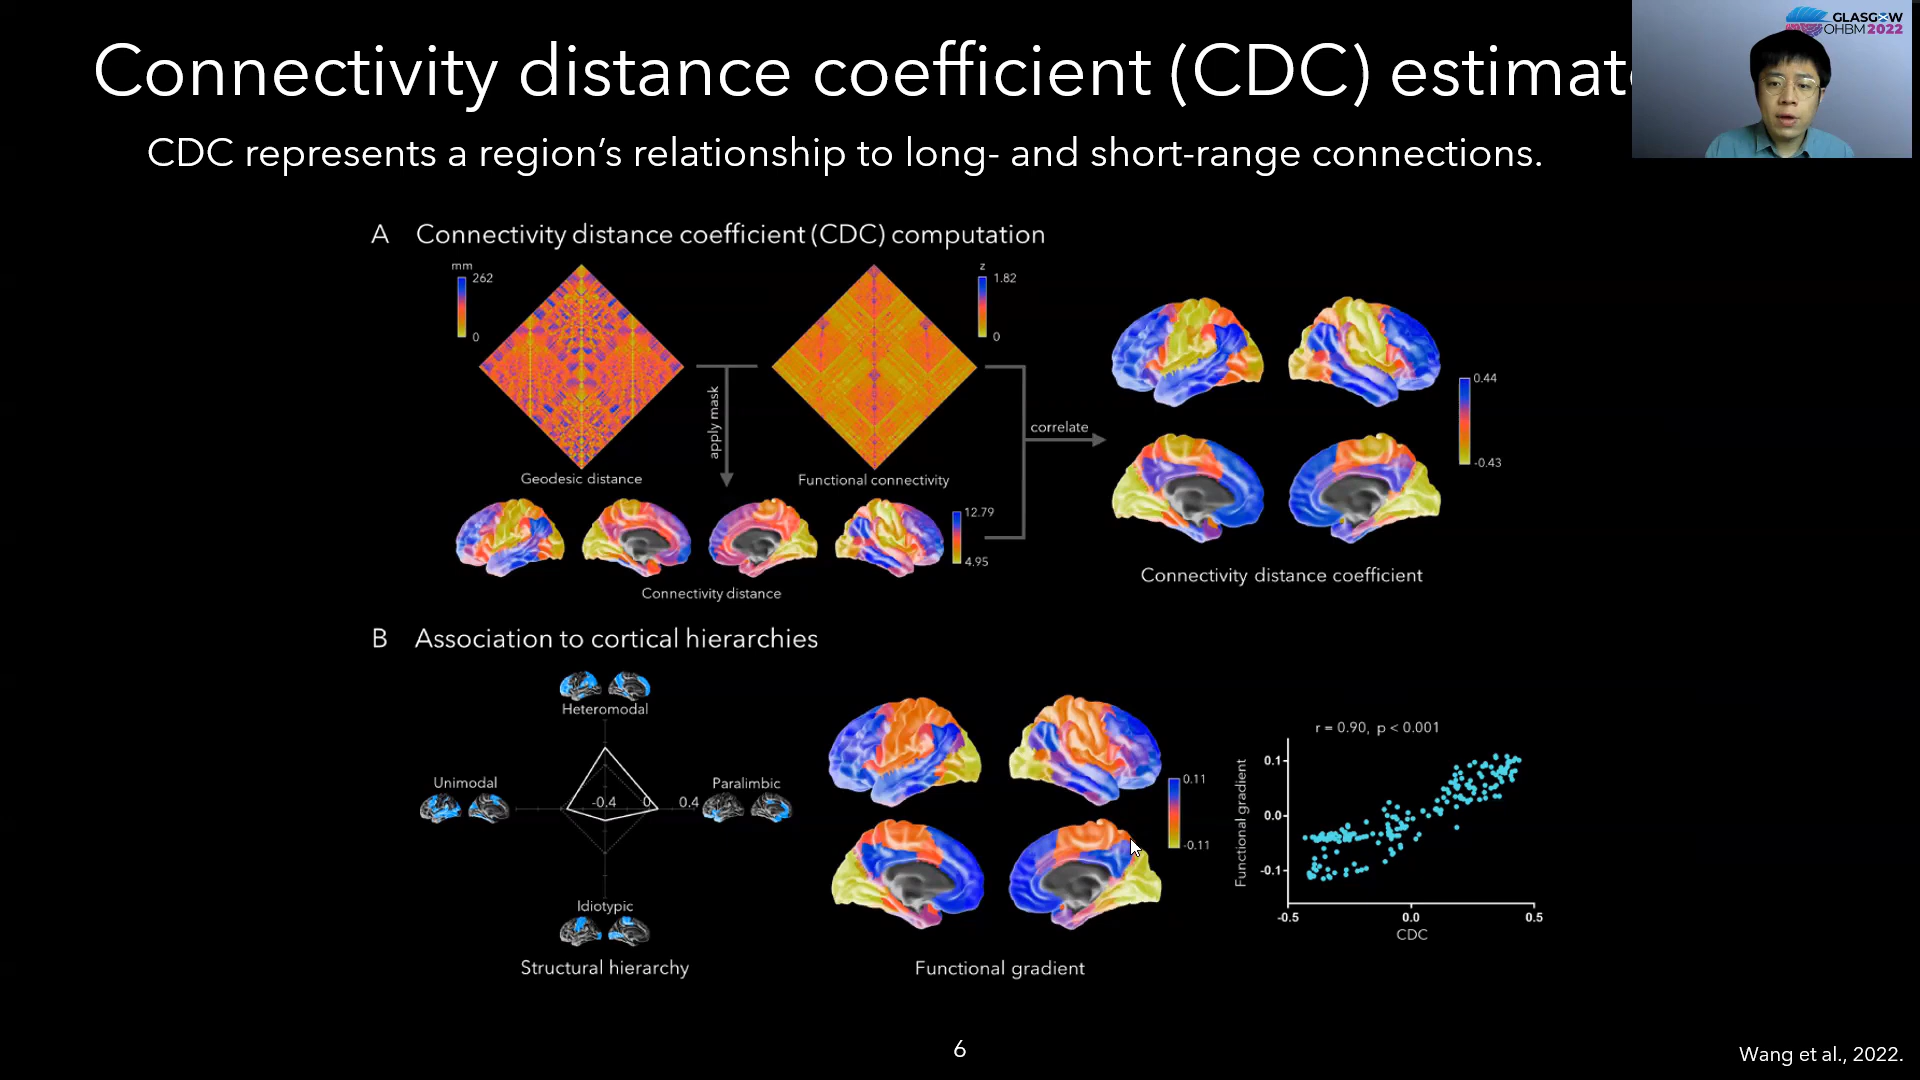 GLASGOW
OHBM 2022
Connectivity distance coefficient (CDC) estimat
CDC represents a region's relationship to long- and short-range connections.
A Connectivity distance coefficient (CDC) computation
mm
262
0
z
1.82
0
apply mask
correlate
Geodesic distance
Functional connectivity
12.79
4.95
Connectivity distance
0.44
-0.43
Connectivity distance coefficient
B Association to cortical hierarchies
Heteromodal
Unimodal
Paralimbic
-0.4 0 0.4
Idiotypic
Structural hierarchy
0.11
-0.11
Functional gradient
r = 0.90, p < 0.001
Functional gradient
0.1
0.0
-0.1
-0.5 0.0 0.5
CDC
6
Wang et al., 2022.